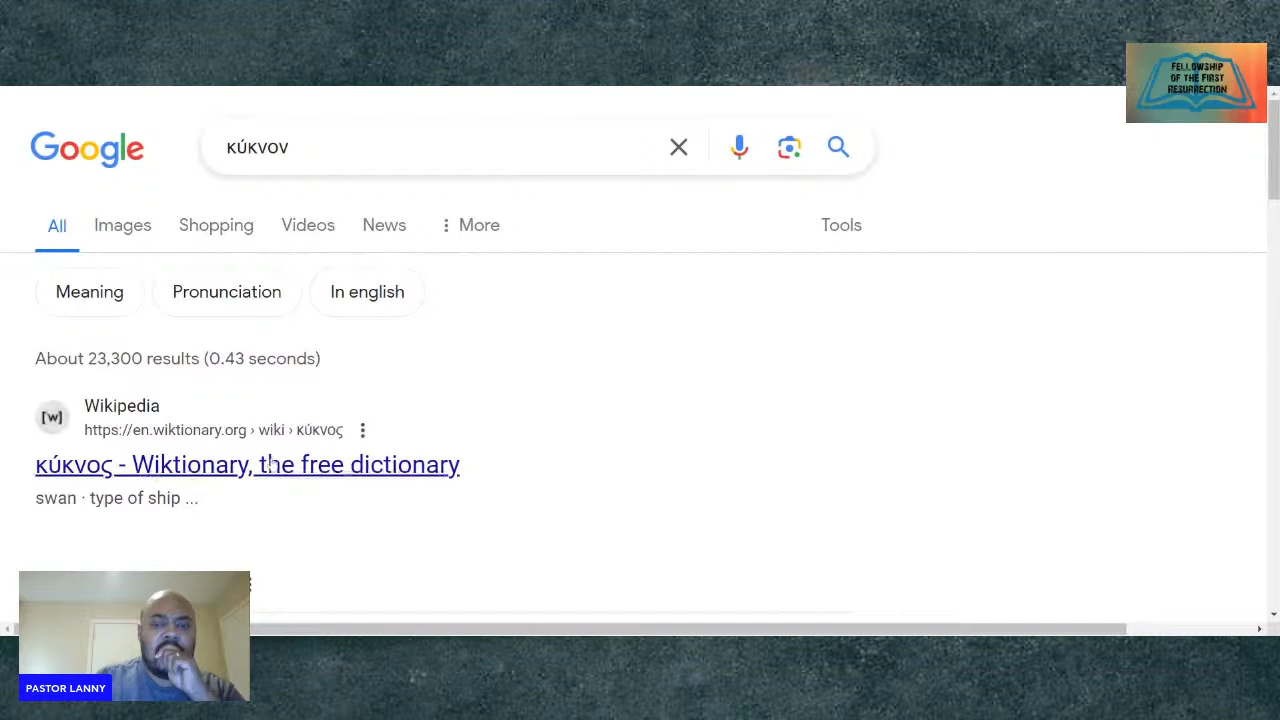 FELLOWSHIP
OF THE FIRST
RESURRECTION
Google
κύκνον
All Images Shopping Videos News More Tools
Meaning Pronunciation In english
About 23,300 results (0.43 seconds)
[w] Wikipedia
https://en.wiktionary.org › wiki › κύκνος
κύκνος - Wiktionary, the free dictionary
swan · type of ship ...
PASTOR LANNY